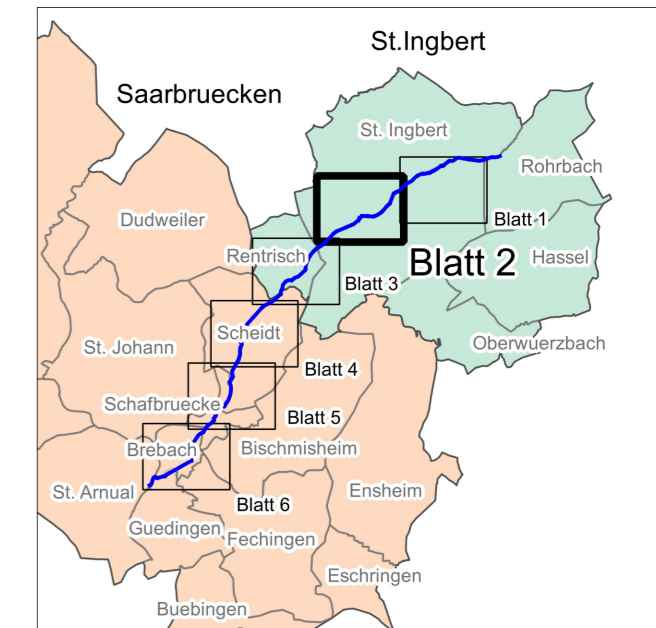 St.Ingbert
Saarbruecken
St. Ingbert
Rohrbach
Dudweiler
Blatt 1
Rentrisch
Blatt 2
Hassel
Blatt 3
Scheidt
St. Johann
Oberwuerzbach
Blatt 4
Schafbruecke
Blatt 5
Brebach
Bischmisheim
St. Arnual
Ensheim
Blatt 6
Guedingen
Fechingen
Eschringen
Buebingen